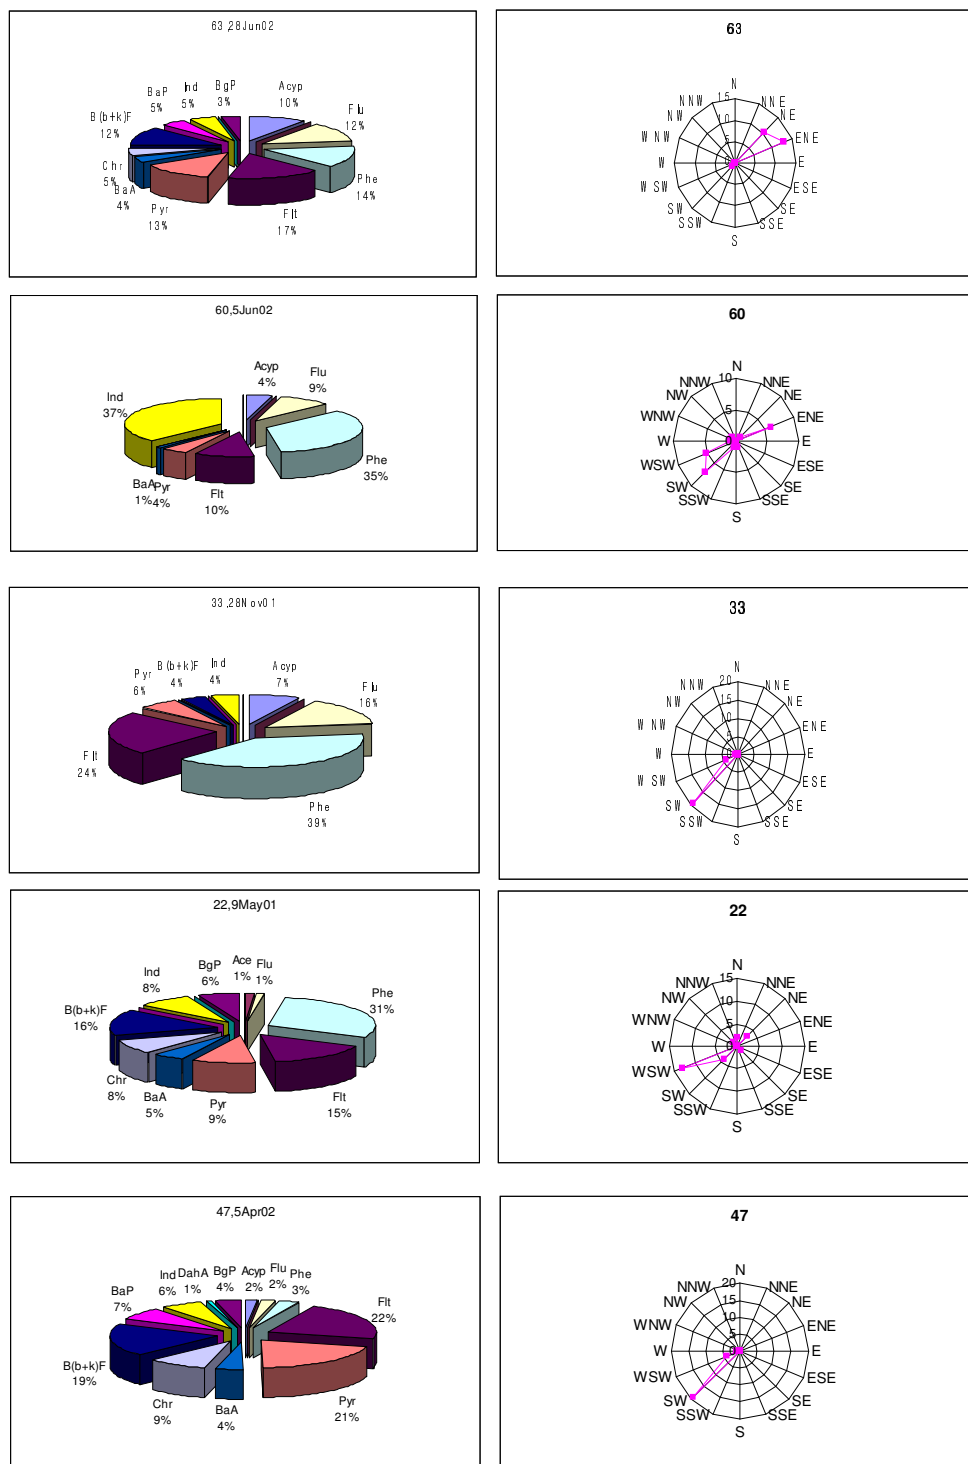 63,28Jun02
BaP
5%
Ind
5%
BgP
3%
Acyp
10%
Flu
12%
B(b+k)F
12%
Chr
5%
BaA
4%
Pyr
13%
Flt
17%
Phe
14%
63
N
NNE
NE
ENE
E
ESE
SE
SSE
S
SSW
SW
WSW
W
WNW
NW
NNW
15
10
5
0
60,5Jun02
Acyp
4%
Flu
9%
Ind
37%
Phe
35%
BaA
1%
Pyr
4%
Flt
10%
60
N
NNE
NE
ENE
E
ESE
SE
SSE
S
SSW
SW
WSW
W
WNW
NW
NNW
10
5
0
33,28Nov01
Pyr
6%
B(b+k)F
4%
Ind
4%
Acyp
7%
Flu
16%
Flt
24%
Phe
39%
33
N
NNE
NE
ENE
E
ESE
SE
SSE
S
SSW
SW
WSW
W
WNW
NW
NNW
20
15
10
5
0
22,9May01
Ind
8%
BgP
6%
Ace
1%
Flu
1%
Phe
31%
B(b+k)F
16%
Chr
8%
BaA
5%
Pyr
9%
Flt
15%
22
N
NNE
NE
ENE
E
ESE
SE
SSE
S
SSW
SW
WSW
W
WNW
NW
NNW
15
10
5
0
47,5Apr02
BaP
7%
Ind
6%
DahA
1%
BgP
4%
Acyp
2%
Flu
2%
Phe
3%
Flt
22%
B(b+k)F
19%
Chr
9%
BaA
4%
Pyr
21%
47
N
NNE
NE
ENE
E
ESE
SE
SSE
S
SSW
SW
WSW
W
WNW
NW
NNW
20
15
10
5
0